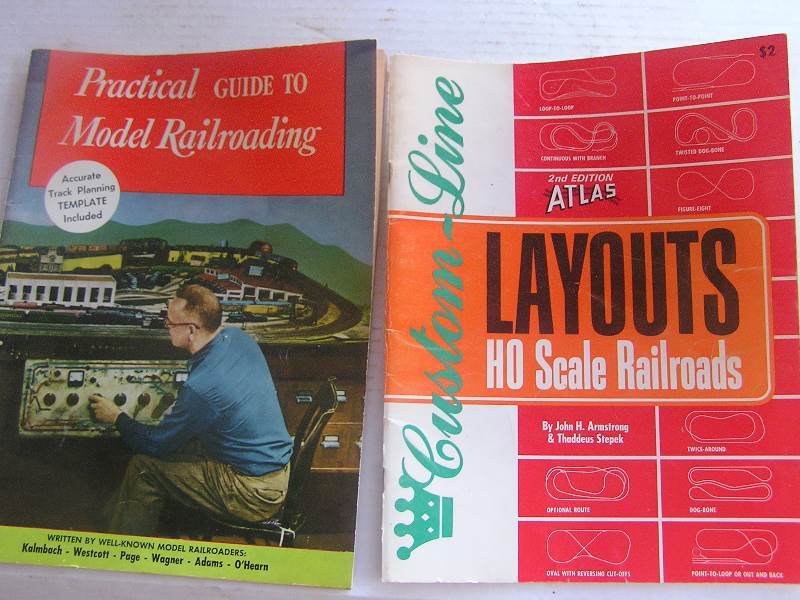 Practical GUIDE TO
Model Railroading
Accurate
Track Planning
TEMPLATE
Included
WRITTEN BY WELL-KNOWN MODEL RAILROADERS:
Kalmbach - Westcott - Page - Wagner - Adams - O'Hearn
$2
Custom-Line
LOOP-TO-LOOP
POINT-TO-POINT
CONTINUOUS WITH BRANCH
TWISTED DOG-BONE
2nd EDITION
ATLAS
FIGURE-EIGHT
LAYOUTS
HO Scale Railroads
By John H. Armstrong
& Thaddeus Stepek
TWICE-AROUND
OPTIONAL ROUTE
DOG-BONE
OVAL WITH REVERSING CUT-OFFS
POINT-TO-LOOP OR OUT AND BACK